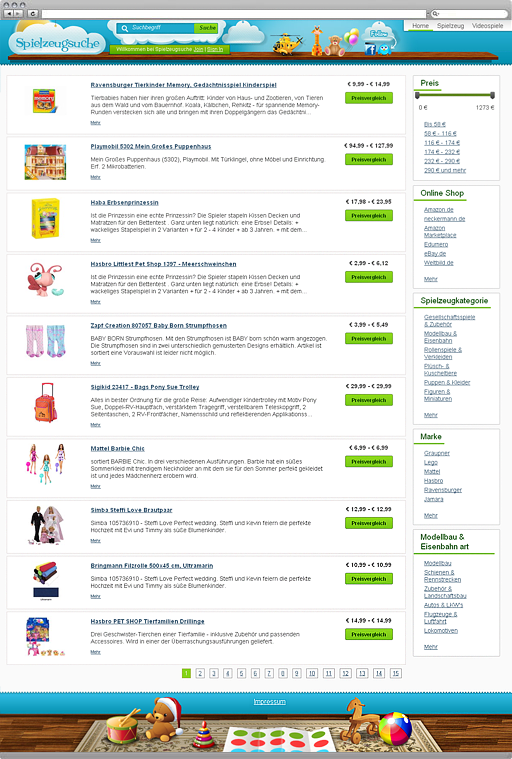 Home Spielzeug Videospiele
Spielzeugsuche
Suchbegriff Suche
Willkommen bei Spielzeugsuche Join | Sign In
Follow
Ravensburger Tierkinder Memory, Gedächtnisspiel Kinderspiel
Tierbabies haben hier ihren großen Auftritt: Kinder von Haus- und Zootieren, von Tieren
aus dem Wald und vom Bauernhof. Koala, Kälbchen, Rehkitz - für spannende Memory-
Runden verstecken sich alle und bringen mit ihren Doppelgängern das Gedächtni...
Mehr
€ 9,99 - € 14,99
Preisvergleich
Playmobil 5302 Mein Großes Puppenhaus
Mein Großes Puppenhaus (5302), Playmobil. Mit Türklingel, ohne Möbel und Einrichtung.
Erf. 2 Mikrobatterien.
Mehr
€ 94,99 - € 127,99
Preisvergleich
Haba Erbsenprinzessin
Ist die Prinzessin eine echte Prinzessin? Die Spieler stapeln Kissen Decken und
Matratzen für den Bettentest . Ganz unten liegt natürlich: eine Erbse! Details: +
wackeliges Stapelspiel in 2 Varianten + für 2 - 4 Kinder + ab 3 Jahren. + mit dem...
Mehr
€ 17,98 - € 23,95
Preisvergleich
Hasbro Littlest Pet Shop 1397 - Meerschweinchen
Ist die Prinzessin eine echte Prinzessin? Die Spieler stapeln Kissen Decken und
Matratzen für den Bettentest . Ganz unten liegt natürlich: eine Erbse! Details: +
wackeliges Stapelspiel in 2 Varianten + für 2 - 4 Kinder + ab 3 Jahren. + mit dem...
Mehr
€ 2,99 - € 6,12
Preisvergleich
Zapf Creation 807057 Baby Born Strumpfhosen
BABY BORN Strumpfhosen. Mit den Strumpfhosen ist BABY born schön warm angezogen.
Die Strumpfhosen sind in zwei unterschiedlich gemusterten Designs erhältlich. Artikel ist
sortiert eine Vorauswahl ist leider nicht möglich.
Mehr
€ 3,99 - € 5,49
Preisvergleich
Sigikid 23417 - Bags Pony Sue Trolley
Alles in bester Ordnung für die große Reise: Aufwendiger Kindertrolley mit Motiv Pony
Sue, Doppel-RV-Hauptfach, verstärktem Tragegriff, verstellbarem Teleskopgriff, 2
Seitentaschen, 2 RV-Frontfächer, Namensschild und reflektierenden Applikations...
Mehr
€ 29,99 - € 29,99
Preisvergleich
Mattel Barbie Chic
sortiert BARBIE Chic. In drei verschiedenen Ausführungen. Barbie hat ein süßes
Sommerkleid mit trendigem Neckholder an mit dem sie für den Sommer perfekt gekleidet
ist und jedes Mädchenherz erobern wird.
Mehr
€ 6,99 - € 6,99
Preisvergleich
Simba Steffi Love Brautpaar
Simba 105736910 - Steffi Love Perfect wedding. Steffi und Kevin feiern die perfekte
Hochzeit mit Evi und Timmy als süße Blumenkinder.
Mehr
€ 12,99 - € 12,99
Preisvergleich
Bringmann Filzrolle 500x45 cm, Ultramarin
Simba 105736910 - Steffi Love Perfect wedding. Steffi und Kevin feiern die perfekte
Hochzeit mit Evi und Timmy als süße Blumenkinder.
Mehr
€ 10,99 - € 10,99
Preisvergleich
Hasbro PET SHOP Tierfamilien Drillinge
Drei Geschwister-Tierchen einer Tierfamilie - inklusive Zubehör und passenden
Accessoires. Wird in einer der Überraschungsausführungen geliefert.
Mehr
€ 14,99 - € 14,99
Preisvergleich
1 2 3 4 5 6 7 8 9 10 11 12 13 14 15
Preis
0 € 1273 €
Bis 58 €
58 € - 116 €
116 € - 174 €
174 € - 232 €
232 € - 290 €
290 € und mehr
Online Shop
Amazon.de
neckermann.de
Amazon
Marketplace
Edumero
eBay.de
Weltbild.de
Mehr
Spielzeugkategorie
Gesellschaftsspiele
& Zubehör
Modellbau &
Eisenbahn
Rollenspiele &
Verkleiden
Plüsch- &
Kuscheltiere
Puppen & Kleider
Figuren &
Miniaturen
Mehr
Marke
Graupner
Lego
Mattel
Hasbro
Ravensburger
Jamara
Mehr
Modellbau &
Eisenbahn art
Modellbau
Schienen &
Rennstrecken
Zubehör &
Landschaftsbau
Autos & LKW's
Flugzeuge &
Luftfahrt
Lokomotiven
Mehr
Impressum